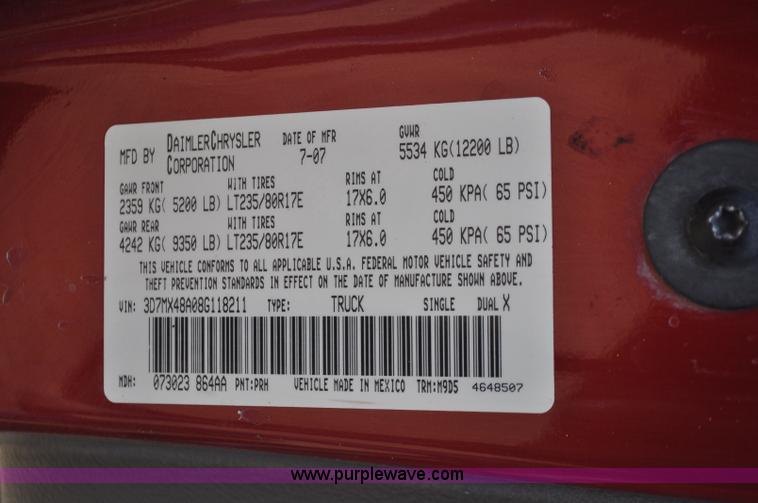 MFD BY DAIMLERCHRYSLER CORPORATION DATE OF MFR 7-07 GVWR 5534 KG(12200 LB)
GAWR FRONT WITH TIRES RIMS AT COLD
2359 KG( 5200 LB) LT235/80R17E 17X6.0 450 KPA( 65 PSI)
GAWR REAR WITH TIRES RIMS AT COLD
4242 KG( 9350 LB) LT235/80R17E 17X6.0 450 KPA( 65 PSI)
THIS VEHICLE CONFORMS TO ALL APPLICABLE U.S.A. FEDERAL MOTOR VEHICLE SAFETY AND
THEFT PREVENTION STANDARDS IN EFFECT ON THE DATE OF MANUFACTURE SHOWN ABOVE.
VIN: 3D7MX48A08G118211 TYPE: TRUCK SINGLE DUAL X
MDH: 073023 864AA PNT:PRH VEHICLE MADE IN MEXICO TRM:M9D5 4648507
www.purplewave.com